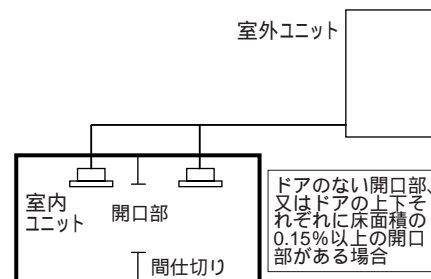 室外ユニット
室内
ユニット
開口部
間仕切り
ドアのない開口部、
又はドアの上下そ
れぞれに床面積の
0.15%以上の開口
部がある場合